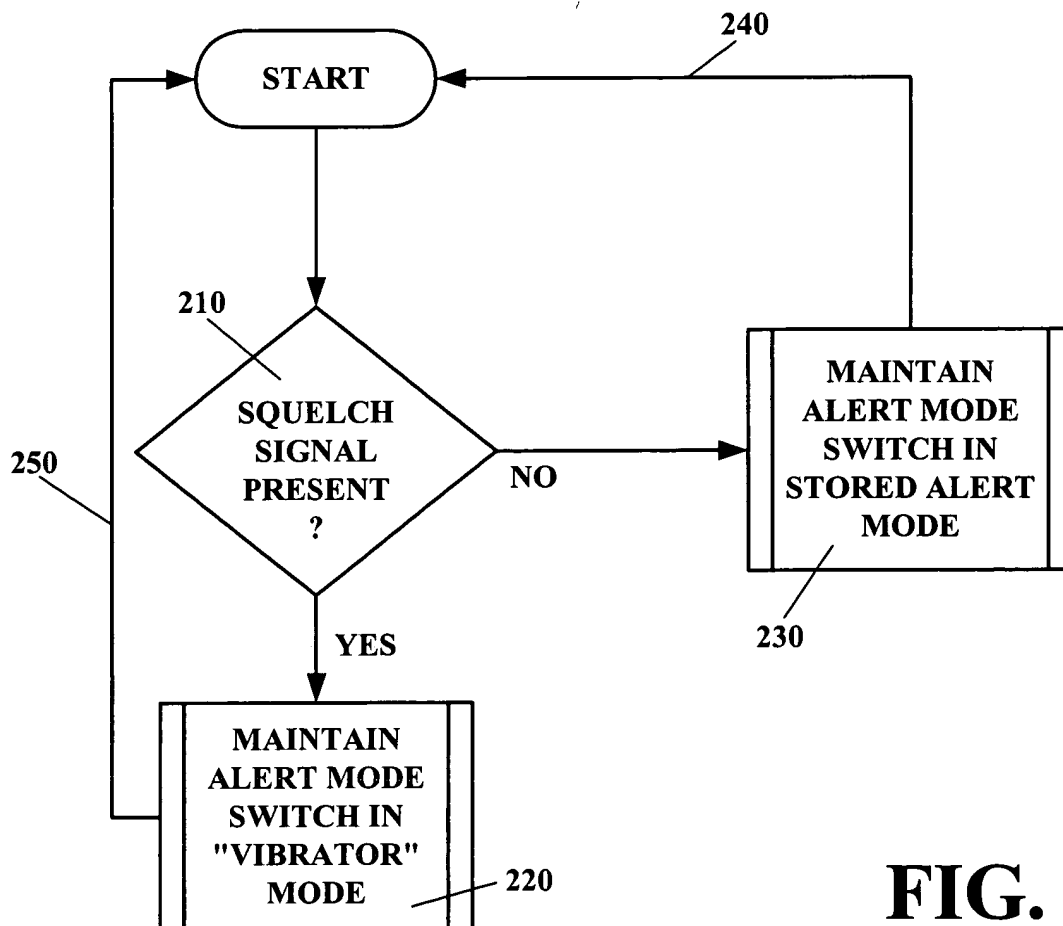 240
START
210
SQUELCH
SIGNAL
PRESENT
?
250
NO
MAINTAIN
ALERT MODE
SWITCH IN
STORED ALERT
MODE
230
YES
MAINTAIN
ALERT MODE
SWITCH IN
"VIBRATOR"
MODE
220
FIG.